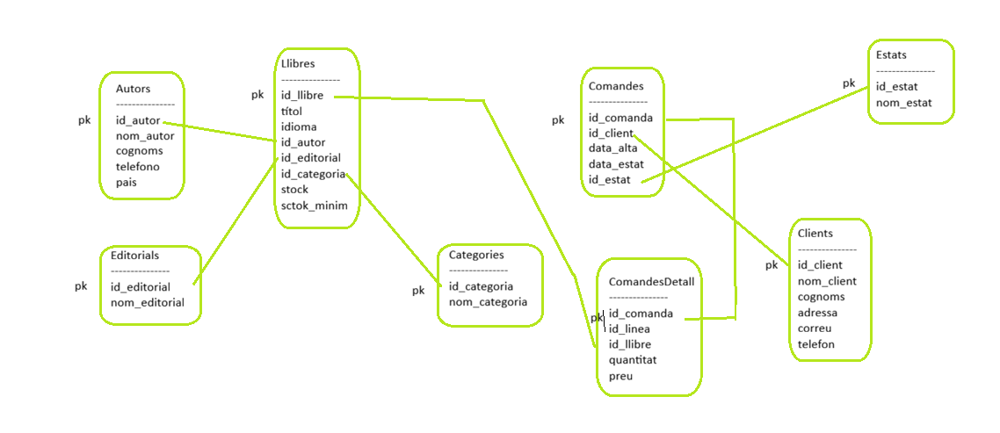 Autors
---------------
pk
id_autor
nom_autor
cognoms
telefono
pais
Llibres
---------------
pk
id_llibre
títol
idioma
id_autor
id_editorial
id_categoria
stock
sctok_minim
Editorials
---------------
pk
id_editorial
nom_editorial
Categories
---------------
pk
id_categoria
nom_categoria
Comandes
---------------
pk
id_comanda
id_client
data_alta
data_estat
id_estat
Estats
---------------
pk
id_estat
nom_estat
ComandesDetall
---------------
pk
id_comanda
id_linea
id_llibre
quantitat
preu
Clients
---------------
pk
id_client
nom_client
cognoms
adressa
correu
telefon